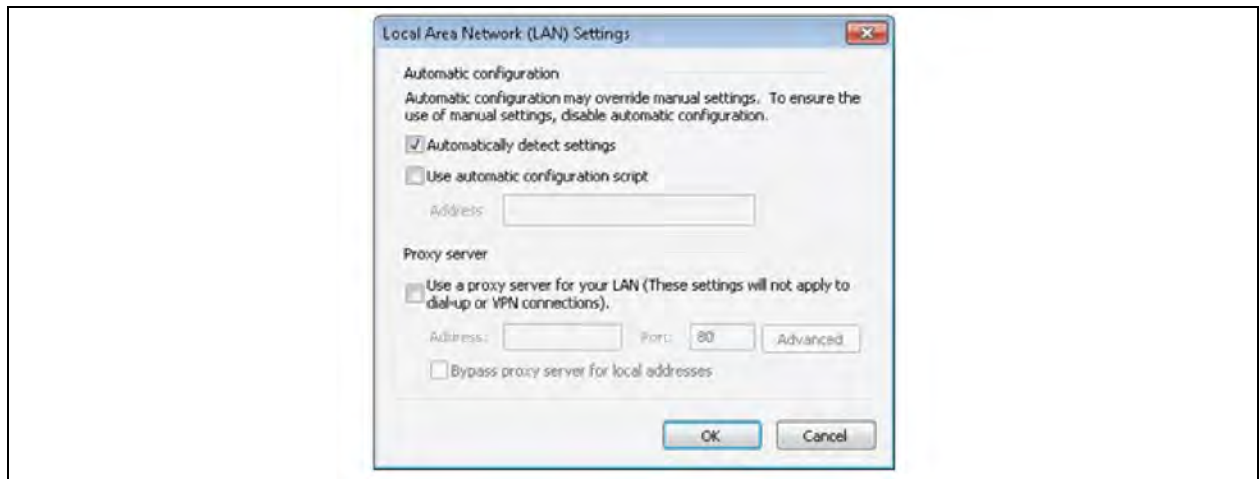 Local Area Network (LAN) Settings
Automatic configuration
Automatic configuration may override manual settings. To ensure the
use of manual settings, disable automatic configuration.
Automatically detect settings
Use automatic configuration script
Address
Proxy server
Use a proxy server for your LAN (These settings will not apply to
dial-up or VPN connections).
Address: Port: 80 Advanced
Bypass proxy server for local addresses
OK Cancel